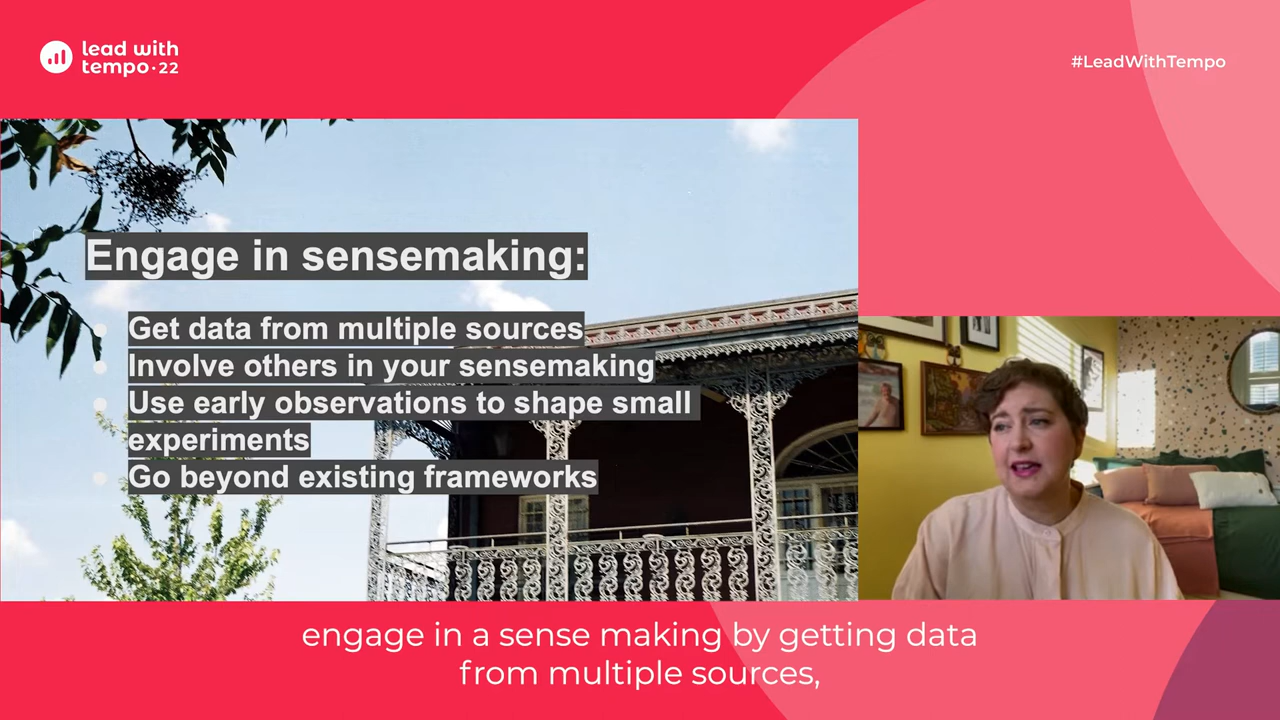 lead with
tempo·22
#LeadWithTempo
Engage in sensemaking:
Get data from multiple sources
Involve others in your sensemaking
Use early observations to shape small
experiments
Go beyond existing frameworks
engage in a sense making by getting data
from multiple sources,